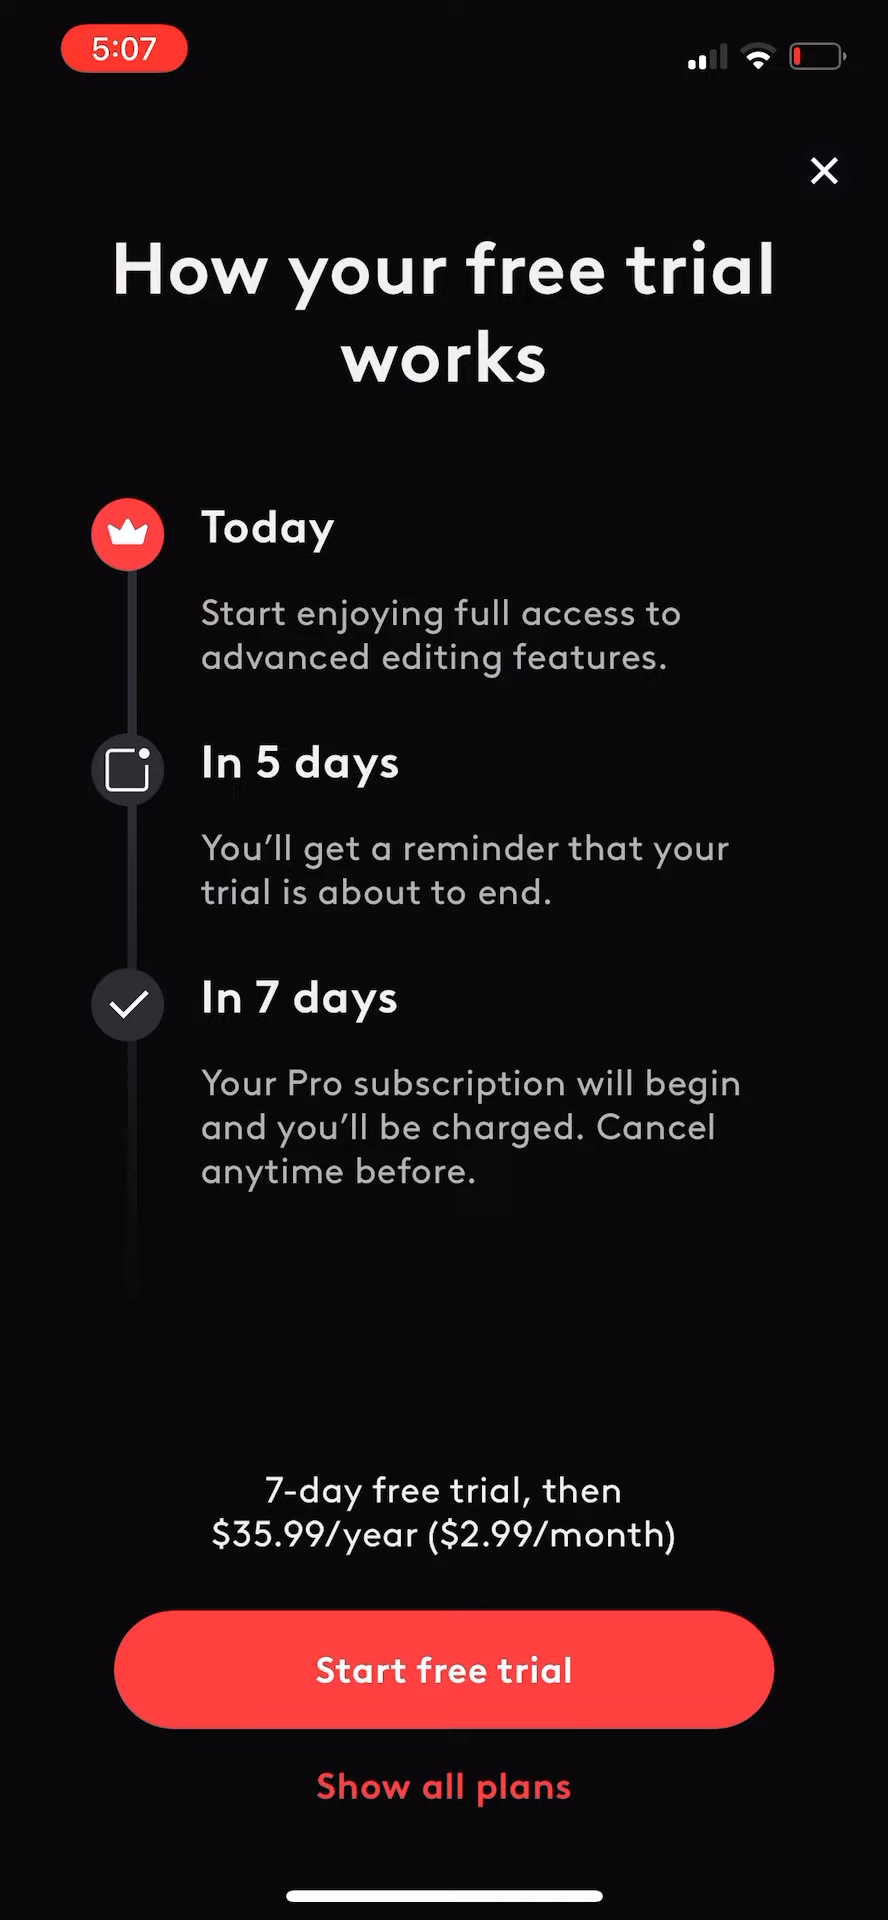 5:07
How your free trial
works
Today
Start enjoying full access to
advanced editing features.
In 5 days
You’ll get a reminder that your
trial is about to end.
In 7 days
Your Pro subscription will begin
and you’ll be charged. Cancel
anytime before.
7-day free trial, then
$35.99/year ($2.99/month)
Start free trial
Show all plans